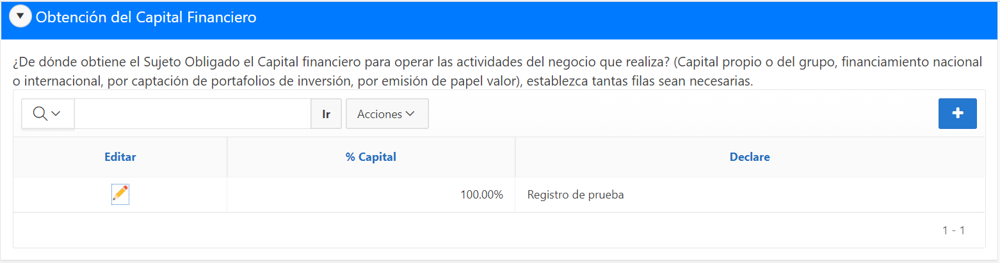 Obtención del Capital Financiero
¿De dónde obtiene el Sujeto Obligado el Capital financiero para operar las actividades del negocio que realiza? (Capital propio o del grupo, financiamiento nacional
o internacional, por captación de portafolios de inversión, por emisión de papel valor), establezca tantas filas sean necesarias.
Ir Acciones
Editar % Capital Declare
100.00% Registro de prueba
1 - 1